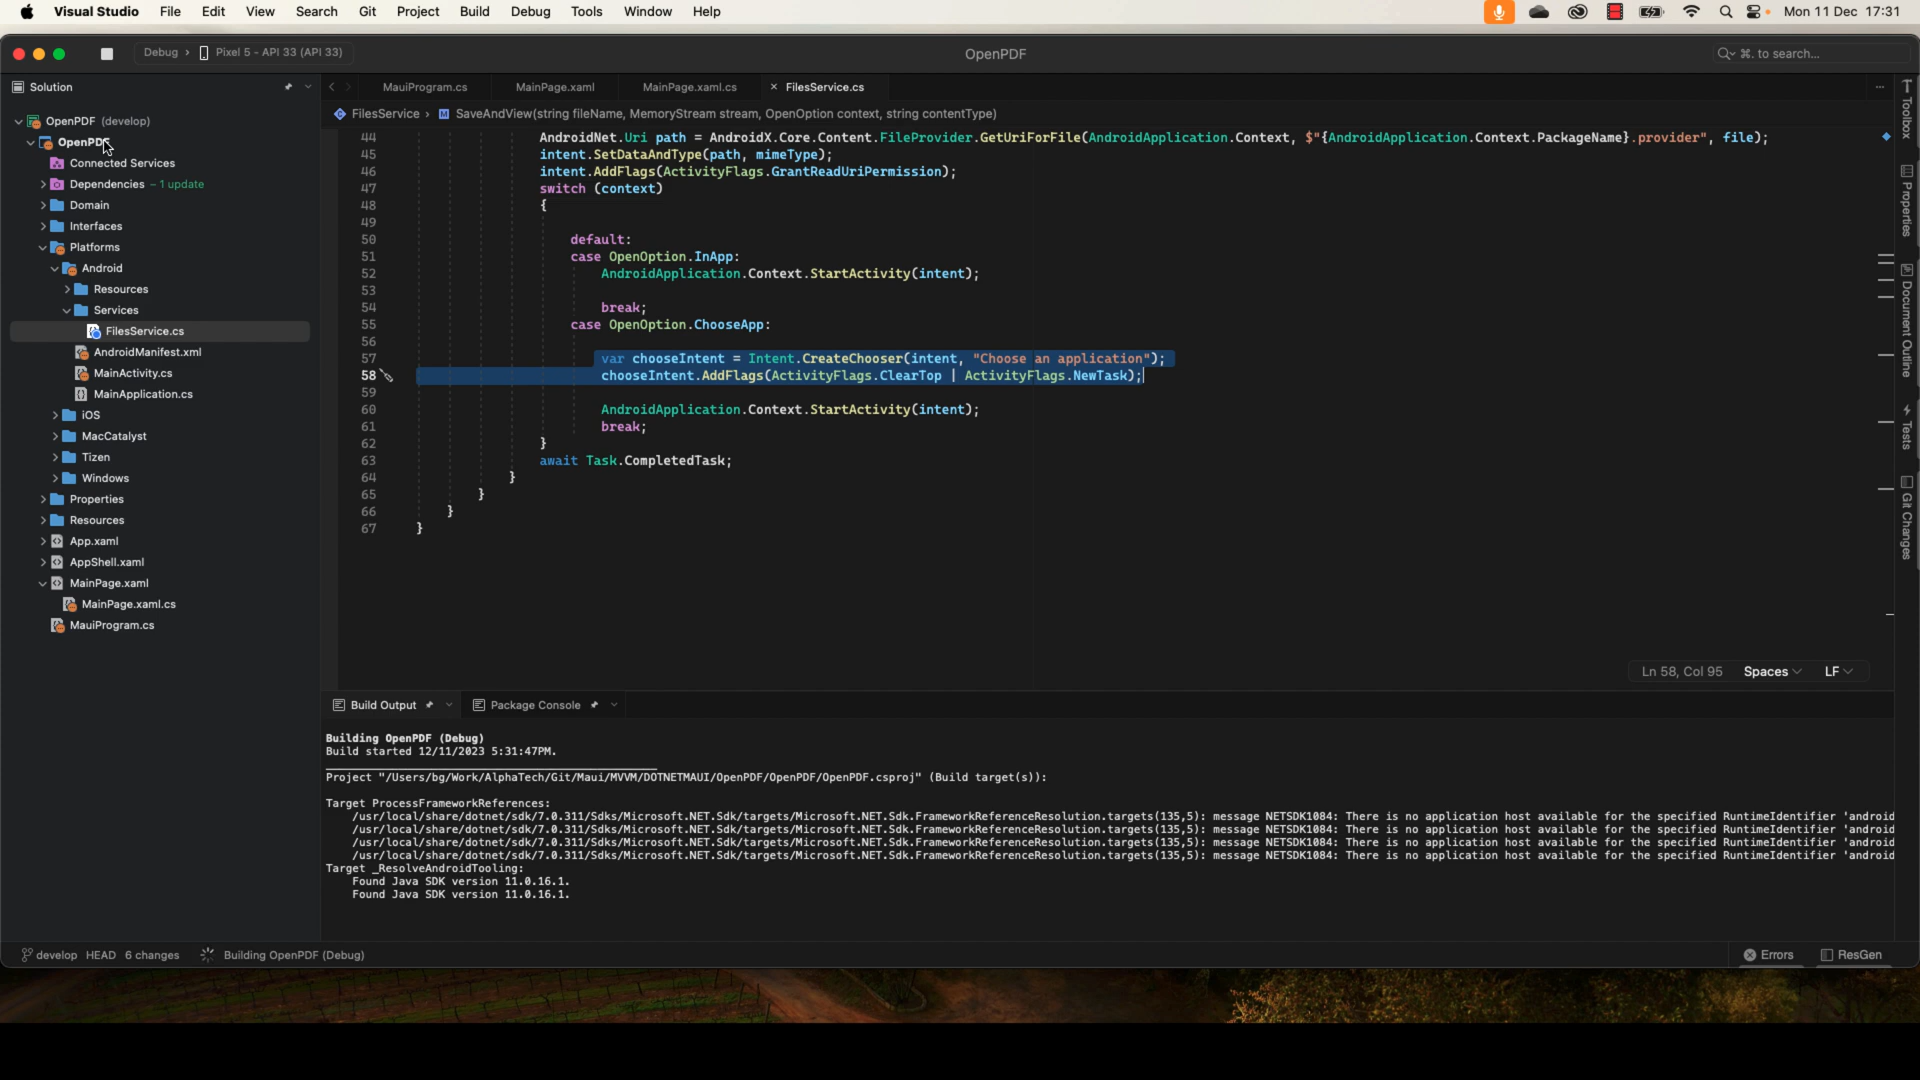 Visual Studio File Edit View Search Git Project Build Debug Tools Window Help Mon 11 Dec 17:31
Debug › Pixel 5 - API 33 (API 33) OpenPDF ⌘. to search...
Solution
OpenPDF (develop)
OpenPDF
Connected Services
Dependencies – 1 update
Domain
Interfaces
Platforms
Android
Resources
Services
FilesService.cs
AndroidManifest.xml
MainActivity.cs
MainApplication.cs
iOS
MacCatalyst
Tizen
Windows
Properties
Resources
App.xaml
AppShell.xaml
MainPage.xaml
MainPage.xaml.cs
MauiProgram.cs
MauiProgram.cs MainPage.xaml MainPage.xaml.cs × FilesService.cs
FilesService › M SaveAndView(string fileName, MemoryStream stream, OpenOption context, string contentType)
44 AndroidNet.Uri path = AndroidX.Core.Content.FileProvider.GetUriForFile(AndroidApplication.Context, $"{AndroidApplication.Context.PackageName}.provider", file);
45 intent.SetDataAndType(path, mimeType);
46 intent.AddFlags(ActivityFlags.GrantReadUriPermission);
47 switch (context)
48 {
49
50 default:
51 case OpenOption.InApp:
52 AndroidApplication.Context.StartActivity(intent);
53
54 break;
55 case OpenOption.ChooseApp:
56
57 var chooseIntent = Intent.CreateChooser(intent, "Choose an application");
58 chooseIntent.AddFlags(ActivityFlags.ClearTop | ActivityFlags.NewTask);
59
60 AndroidApplication.Context.StartActivity(intent);
61 break;
62 }
63 await Task.CompletedTask;
64 }
65 }
66 }
67 }
Ln 58, Col 95 Spaces LF
Toolbox
Properties
Document Outline
Tests
Git Changes
Build Output Package Console
Building OpenPDF (Debug)
Build started 12/11/2023 5:31:47PM.
Project "/Users/bg/Work/AlphaTech/Git/Maui/MVVM/DOTNETMAUI/OpenPDF/OpenPDF/OpenPDF.csproj" (Build target(s)):
Target ProcessFrameworkReferences:
/usr/local/share/dotnet/sdk/7.0.311/Sdks/Microsoft.NET.Sdk/targets/Microsoft.NET.Sdk.FrameworkReferenceResolution.targets(135,5): message NETSDK1084: There is no application host available for the specified RuntimeIdentifier 'android
/usr/local/share/dotnet/sdk/7.0.311/Sdks/Microsoft.NET.Sdk/targets/Microsoft.NET.Sdk.FrameworkReferenceResolution.targets(135,5): message NETSDK1084: There is no application host available for the specified RuntimeIdentifier 'android
/usr/local/share/dotnet/sdk/7.0.311/Sdks/Microsoft.NET.Sdk/targets/Microsoft.NET.Sdk.FrameworkReferenceResolution.targets(135,5): message NETSDK1084: There is no application host available for the specified RuntimeIdentifier 'android
/usr/local/share/dotnet/sdk/7.0.311/Sdks/Microsoft.NET.Sdk/targets/Microsoft.NET.Sdk.FrameworkReferenceResolution.targets(135,5): message NETSDK1084: There is no application host available for the specified RuntimeIdentifier 'android
Target _ResolveAndroidTooling:
Found Java SDK version 11.0.16.1.
Found Java SDK version 11.0.16.1.
develop HEAD 6 changes Building OpenPDF (Debug) Errors ResGen